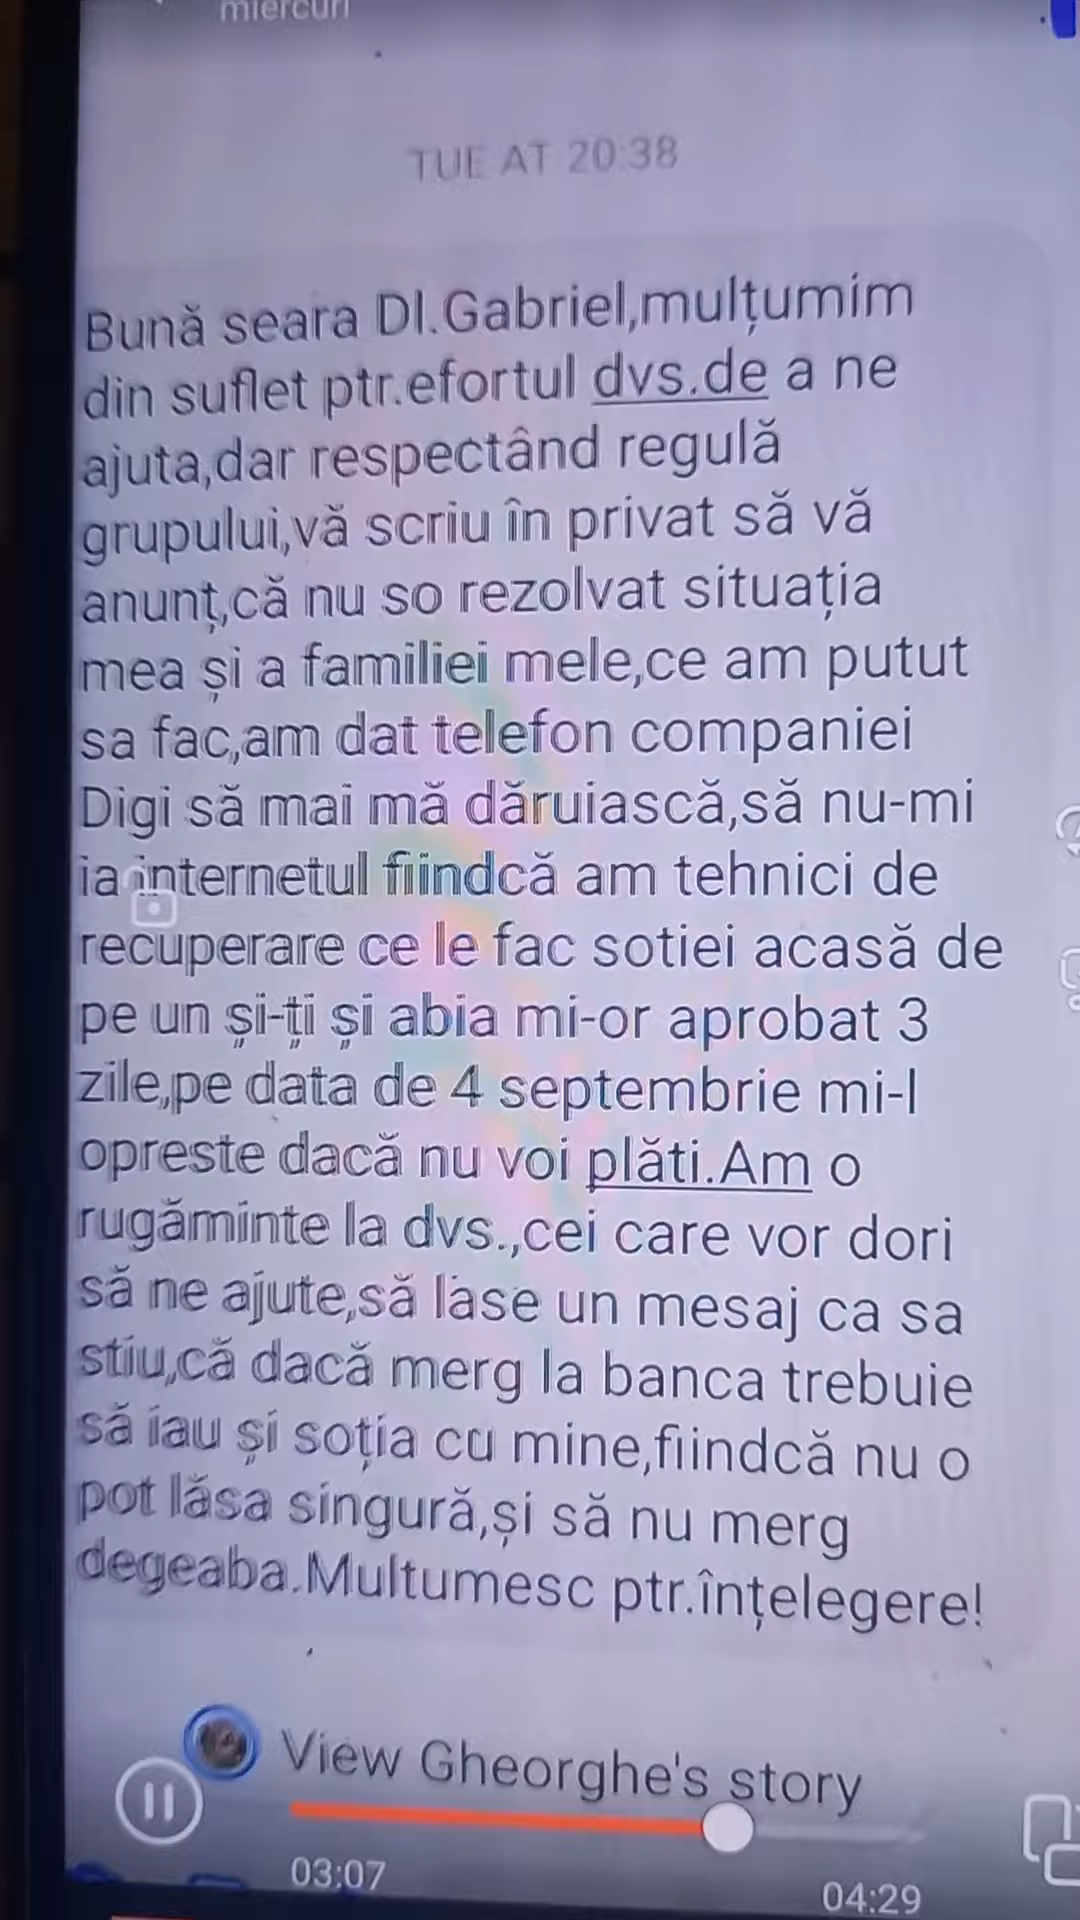 miercuri
TUE AT 20:38
Bună seara Dl.Gabriel,mulțumim
din suflet ptr.efortul dvs.de a ne
ajuta,dar respectând regulă
grupului,vă scriu în privat să vă
anunț,că nu so rezolvat situația
mea și a familiei mele,ce am putut
sa fac,am dat telefon companiei
Digi să mai mă dăruiască,să nu-mi
ia internetul fiindcă am tehnici de
recuperare ce le fac sotiei acasă de
pe un și-ți și abia mi-or aprobat 3
zile,pe data de 4 septembrie mi-l
opreste dacă nu voi plăti.Am o
rugăminte la dvs.,cei care vor dori
să ne ajute,să lase un mesaj ca sa
stiu,că dacă merg la banca trebuie
să iau și soția cu mine,fiindcă nu o
pot lăsa singură,și să nu merg
degeaba.Multumesc ptr.înțelegere!
View Gheorghe's story
03:07
04:29